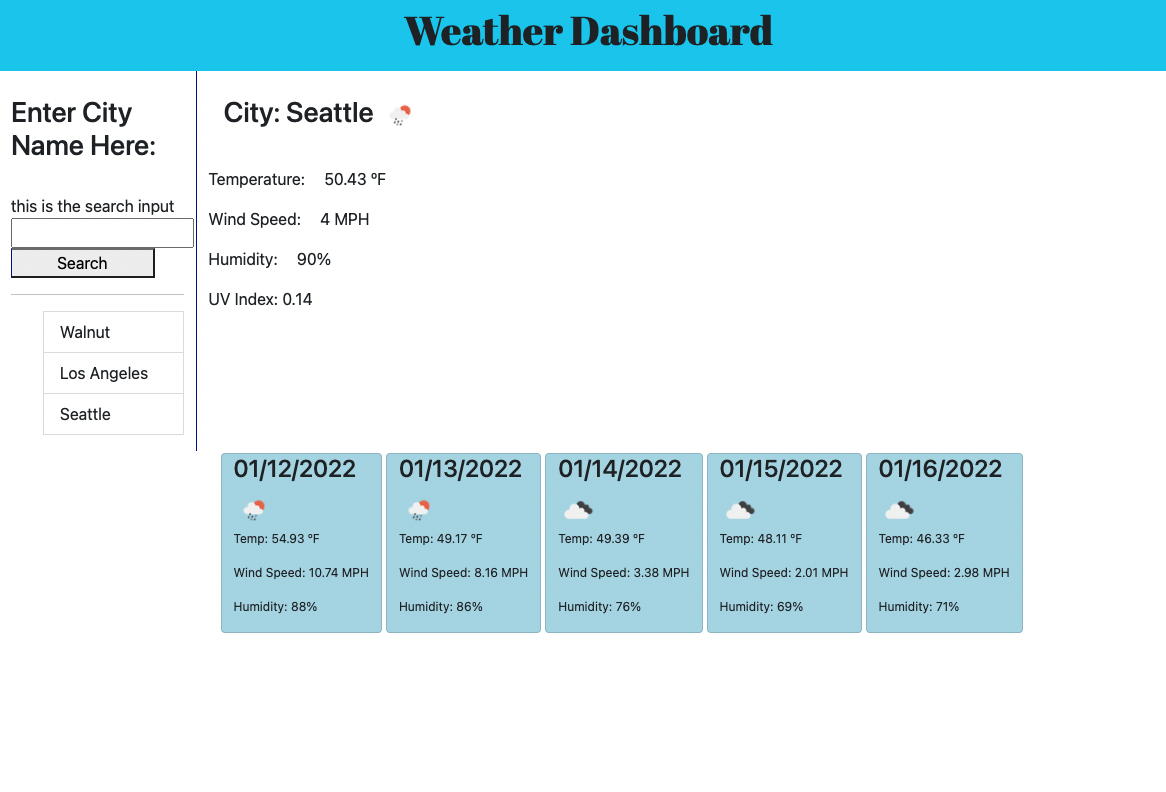 Weather Dashboard
Enter City
Name Here:
this is the search input
Search
Walnut
Los Angeles
Seattle
City: Seattle
Temperature: 50.43 °F
Wind Speed: 4 MPH
Humidity: 90%
UV Index: 0.14
01/12/2022
Temp: 54.93 °F
Wind Speed: 10.74 MPH
Humidity: 88%
01/13/2022
Temp: 49.17 °F
Wind Speed: 8.16 MPH
Humidity: 86%
01/14/2022
Temp: 49.39 °F
Wind Speed: 3.38 MPH
Humidity: 76%
01/15/2022
Temp: 48.11 °F
Wind Speed: 2.01 MPH
Humidity: 69%
01/16/2022
Temp: 46.33 °F
Wind Speed: 2.98 MPH
Humidity: 71%